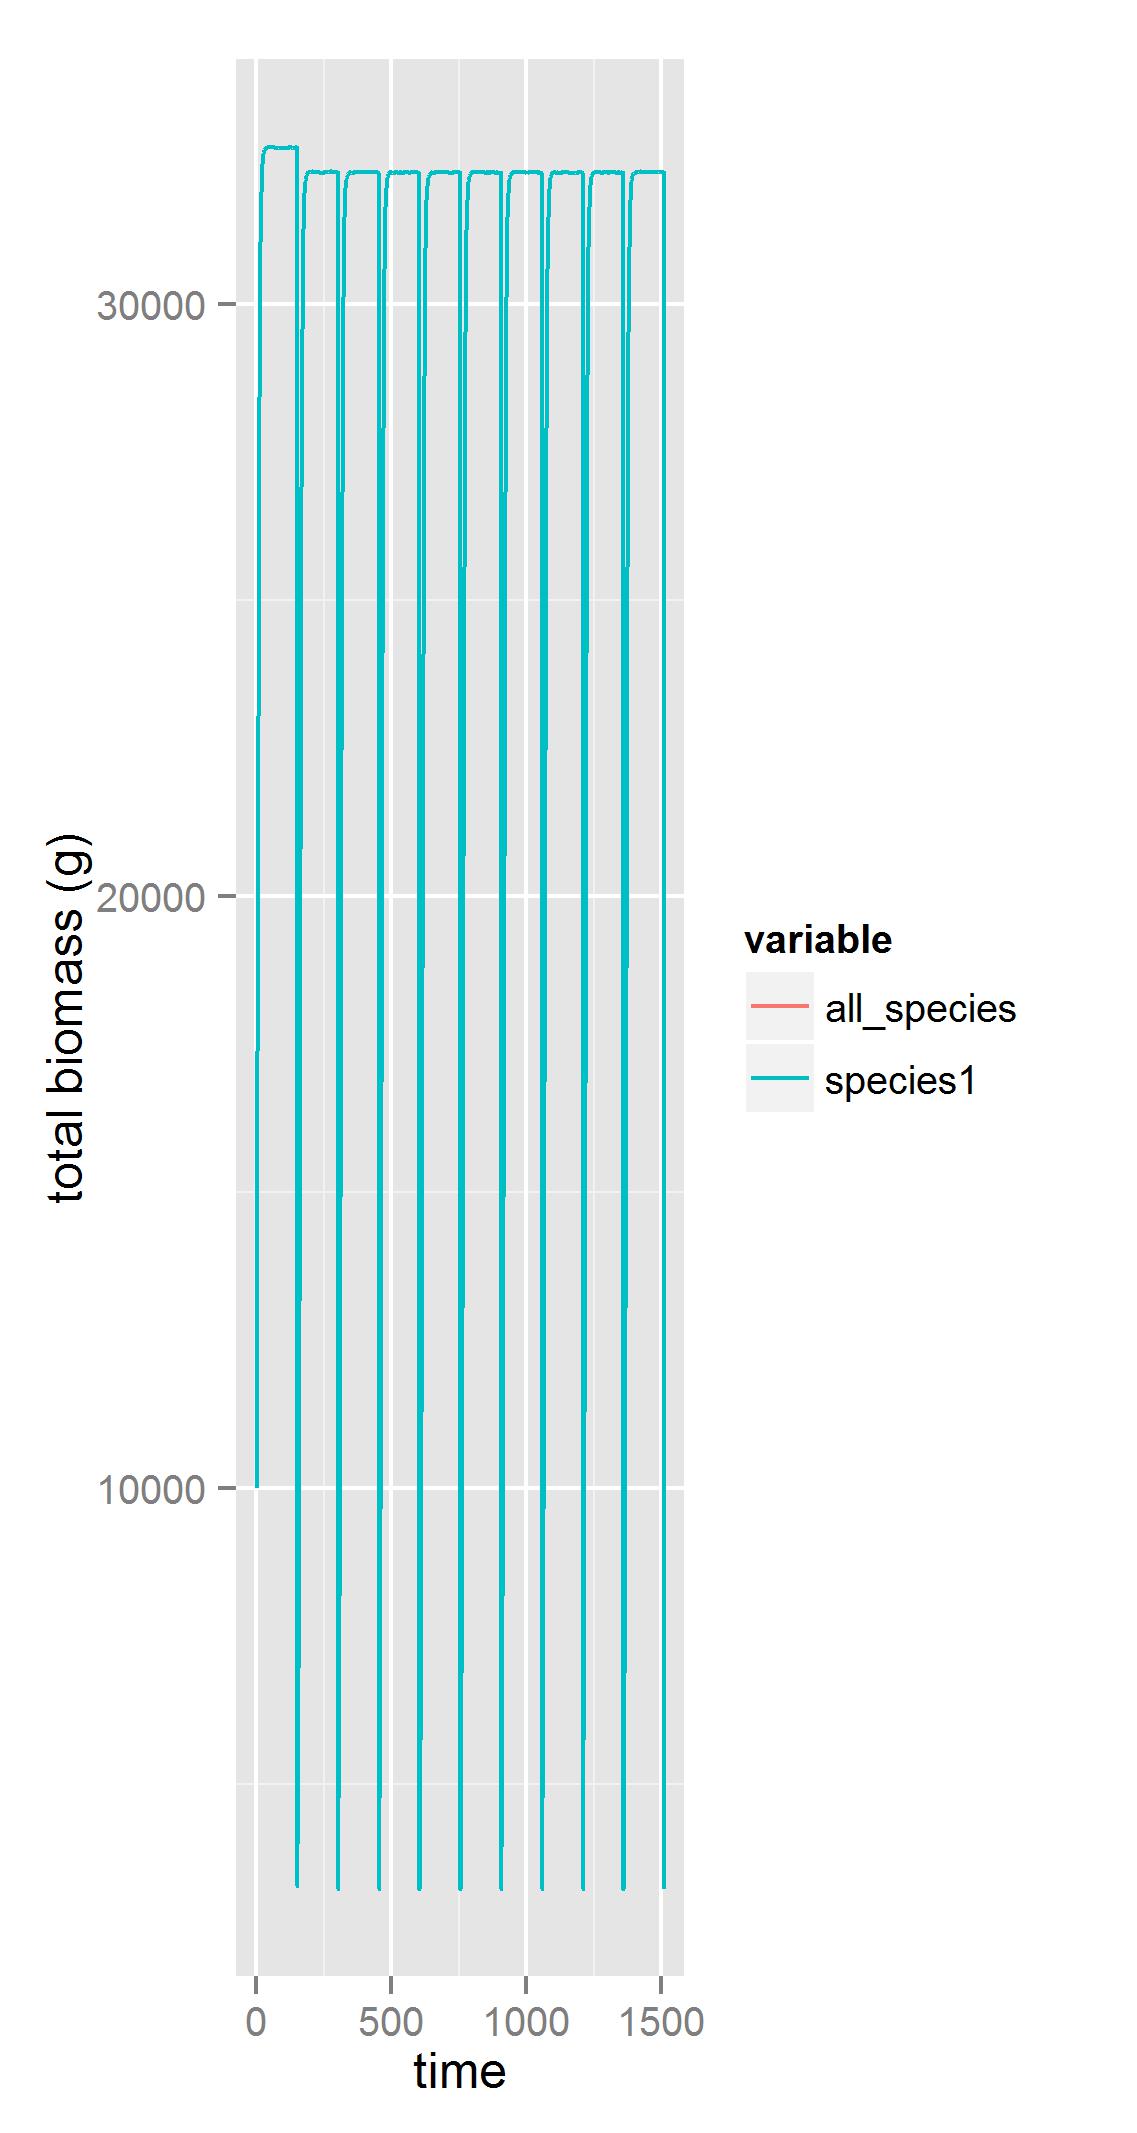 30000
20000
10000
total biomass (g)
0 500 1000 1500
time
variable
all_species
species1